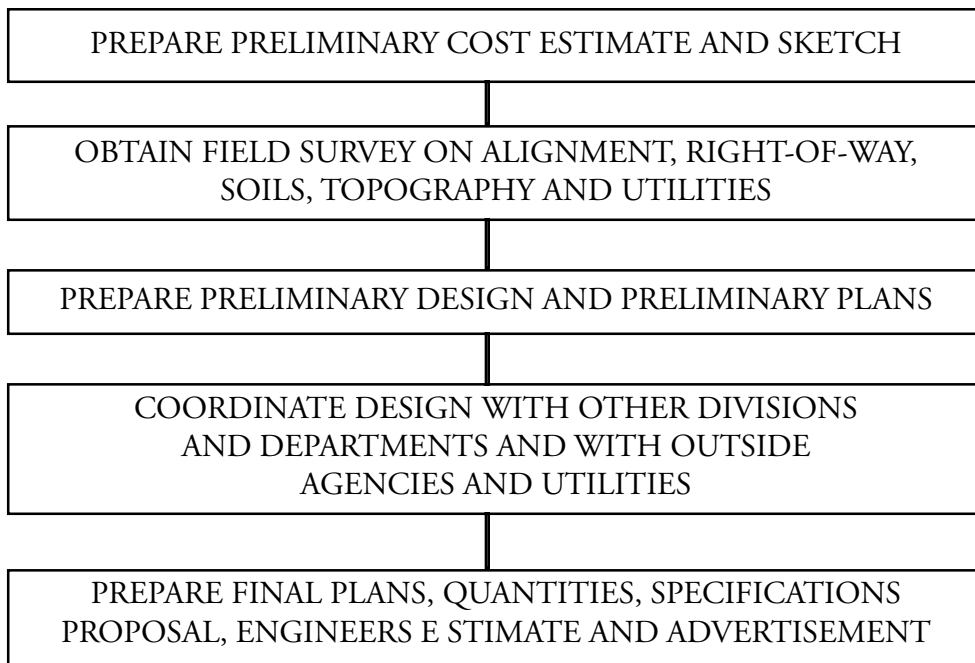 PREPARE PRELIMINARY COST ESTIMATE AND SKETCH
OBTAIN FIELD SURVEY ON ALIGNMENT, RIGHT-OF-WAY,
SOILS, TOPOGRAPHY AND UTILITIES
PREPARE PRELIMINARY DESIGN AND PRELIMINARY PLANS
COORDINATE DESIGN WITH OTHER DIVISIONS
AND DEPARTMENTS AND WITH OUTSIDE
AGENCIES AND UTILITIES
PREPARE FINAL PLANS, QUANTITIES, SPECIFICATIONS
PROPOSAL, ENGINEERS E STIMATE AND ADVERTISEMENT